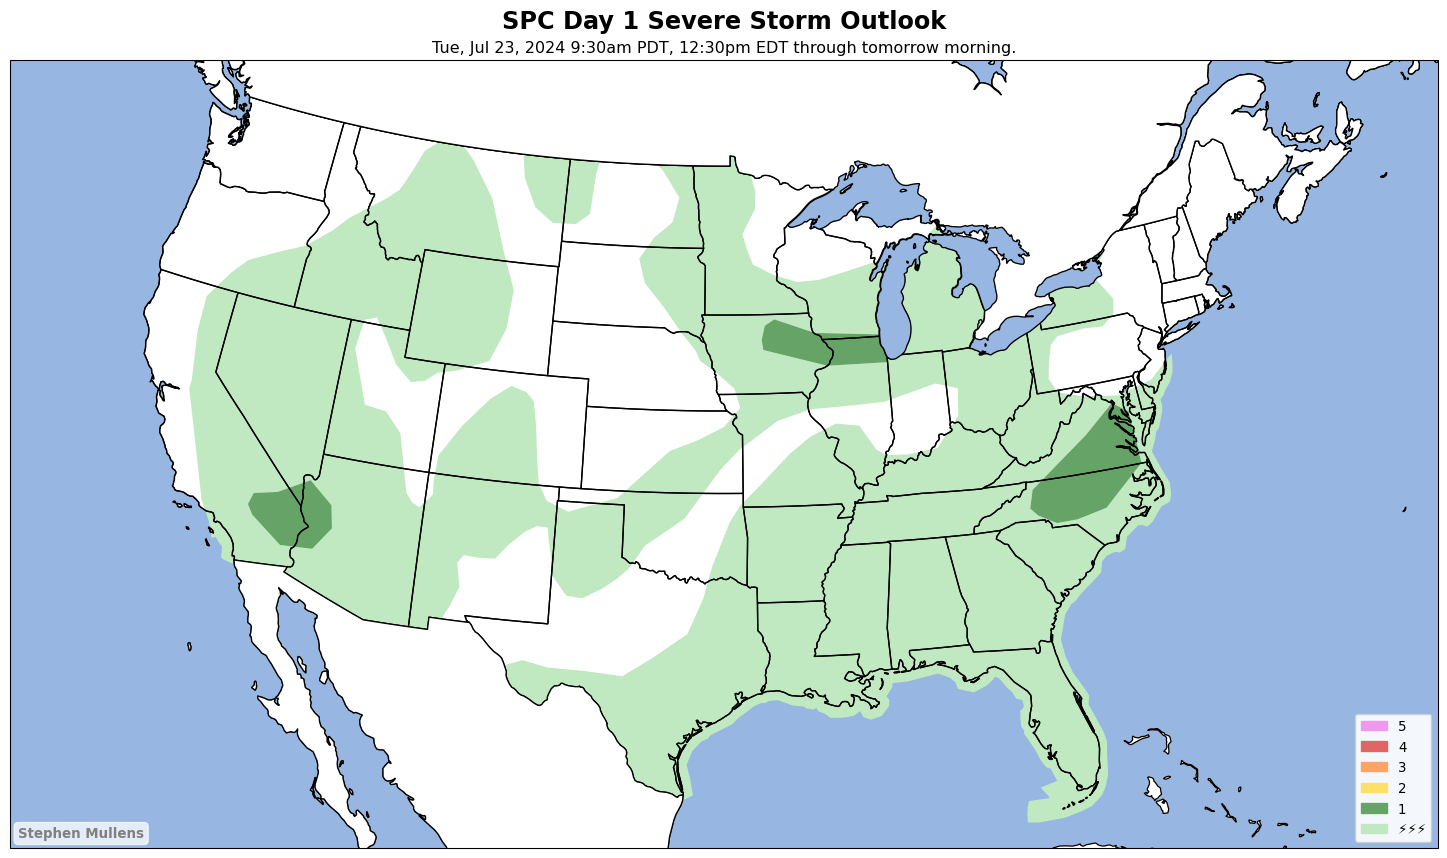 SPC Day 1 Severe Storm Outlook
Tue, Jul 23, 2024 9:30am PDT, 12:30pm EDT through tomorrow morning.
5
4
3
2
1
⚡⚡⚡
Stephen Mullens